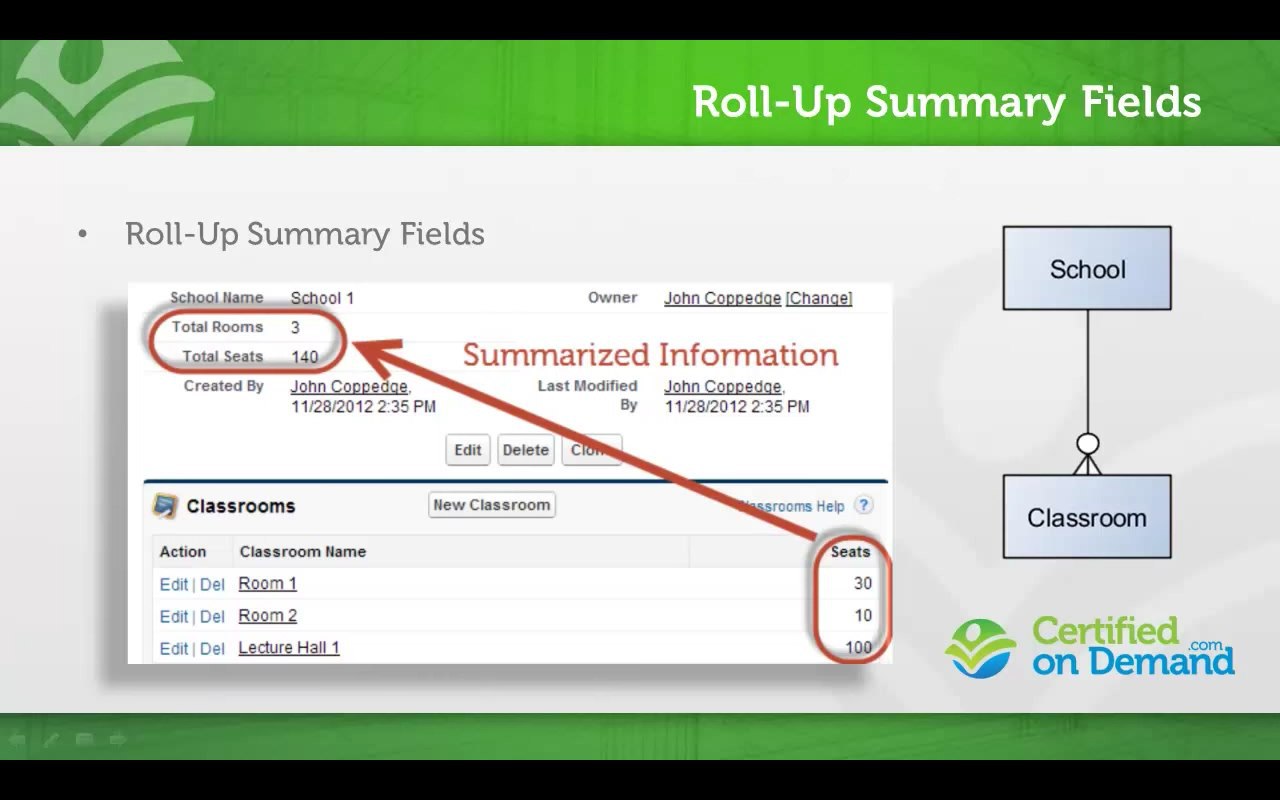 Roll-Up Summary Fields
• Roll-Up Summary Fields
School Name School 1 Owner John Coppedge [Change]
Total Rooms 3
Total Seats 140
Summarized Information
Created By John Coppedge, Last Modified John Coppedge,
11/28/2012 2:35 PM By 11/28/2012 2:35 PM
Edit Delete
Classrooms New Classroom Help ?
Action Classroom Name Seats
Edit | Del Room 1 30
Edit | Del Room 2 10
Edit | Del Lecture Hall 1 100
School
Classroom
Certified
on Demand .com